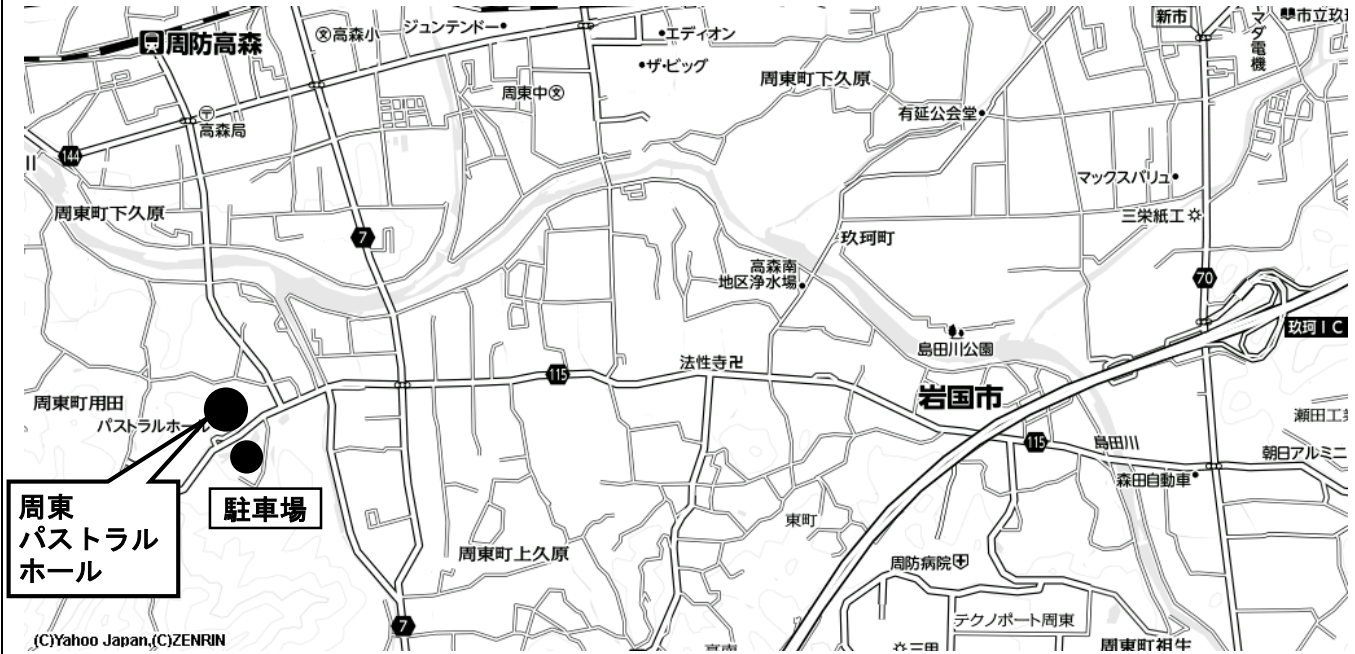 周防高森
高森小
ジュンテンドー
エディオン
ザ・ビッグ
新市
ヤマダ電機
周東中
周東町下久原
有延公会堂
高森局
144
マックスバリュ
三栄紙工
周東町下久原
7
玖珂町
高森南
地区浄水場
70
玖珂IC
島田川公園
法性寺
115
岩国市
周東町用田
パストラルホール
115
島田川
朝日アルミニ
森田自動車
周東
パストラル
ホール
駐車場
東町
周東町上久原
周防病院
テクノポート周東
7
周東町祖生
(C)Yahoo Japan,(C)ZENRIN